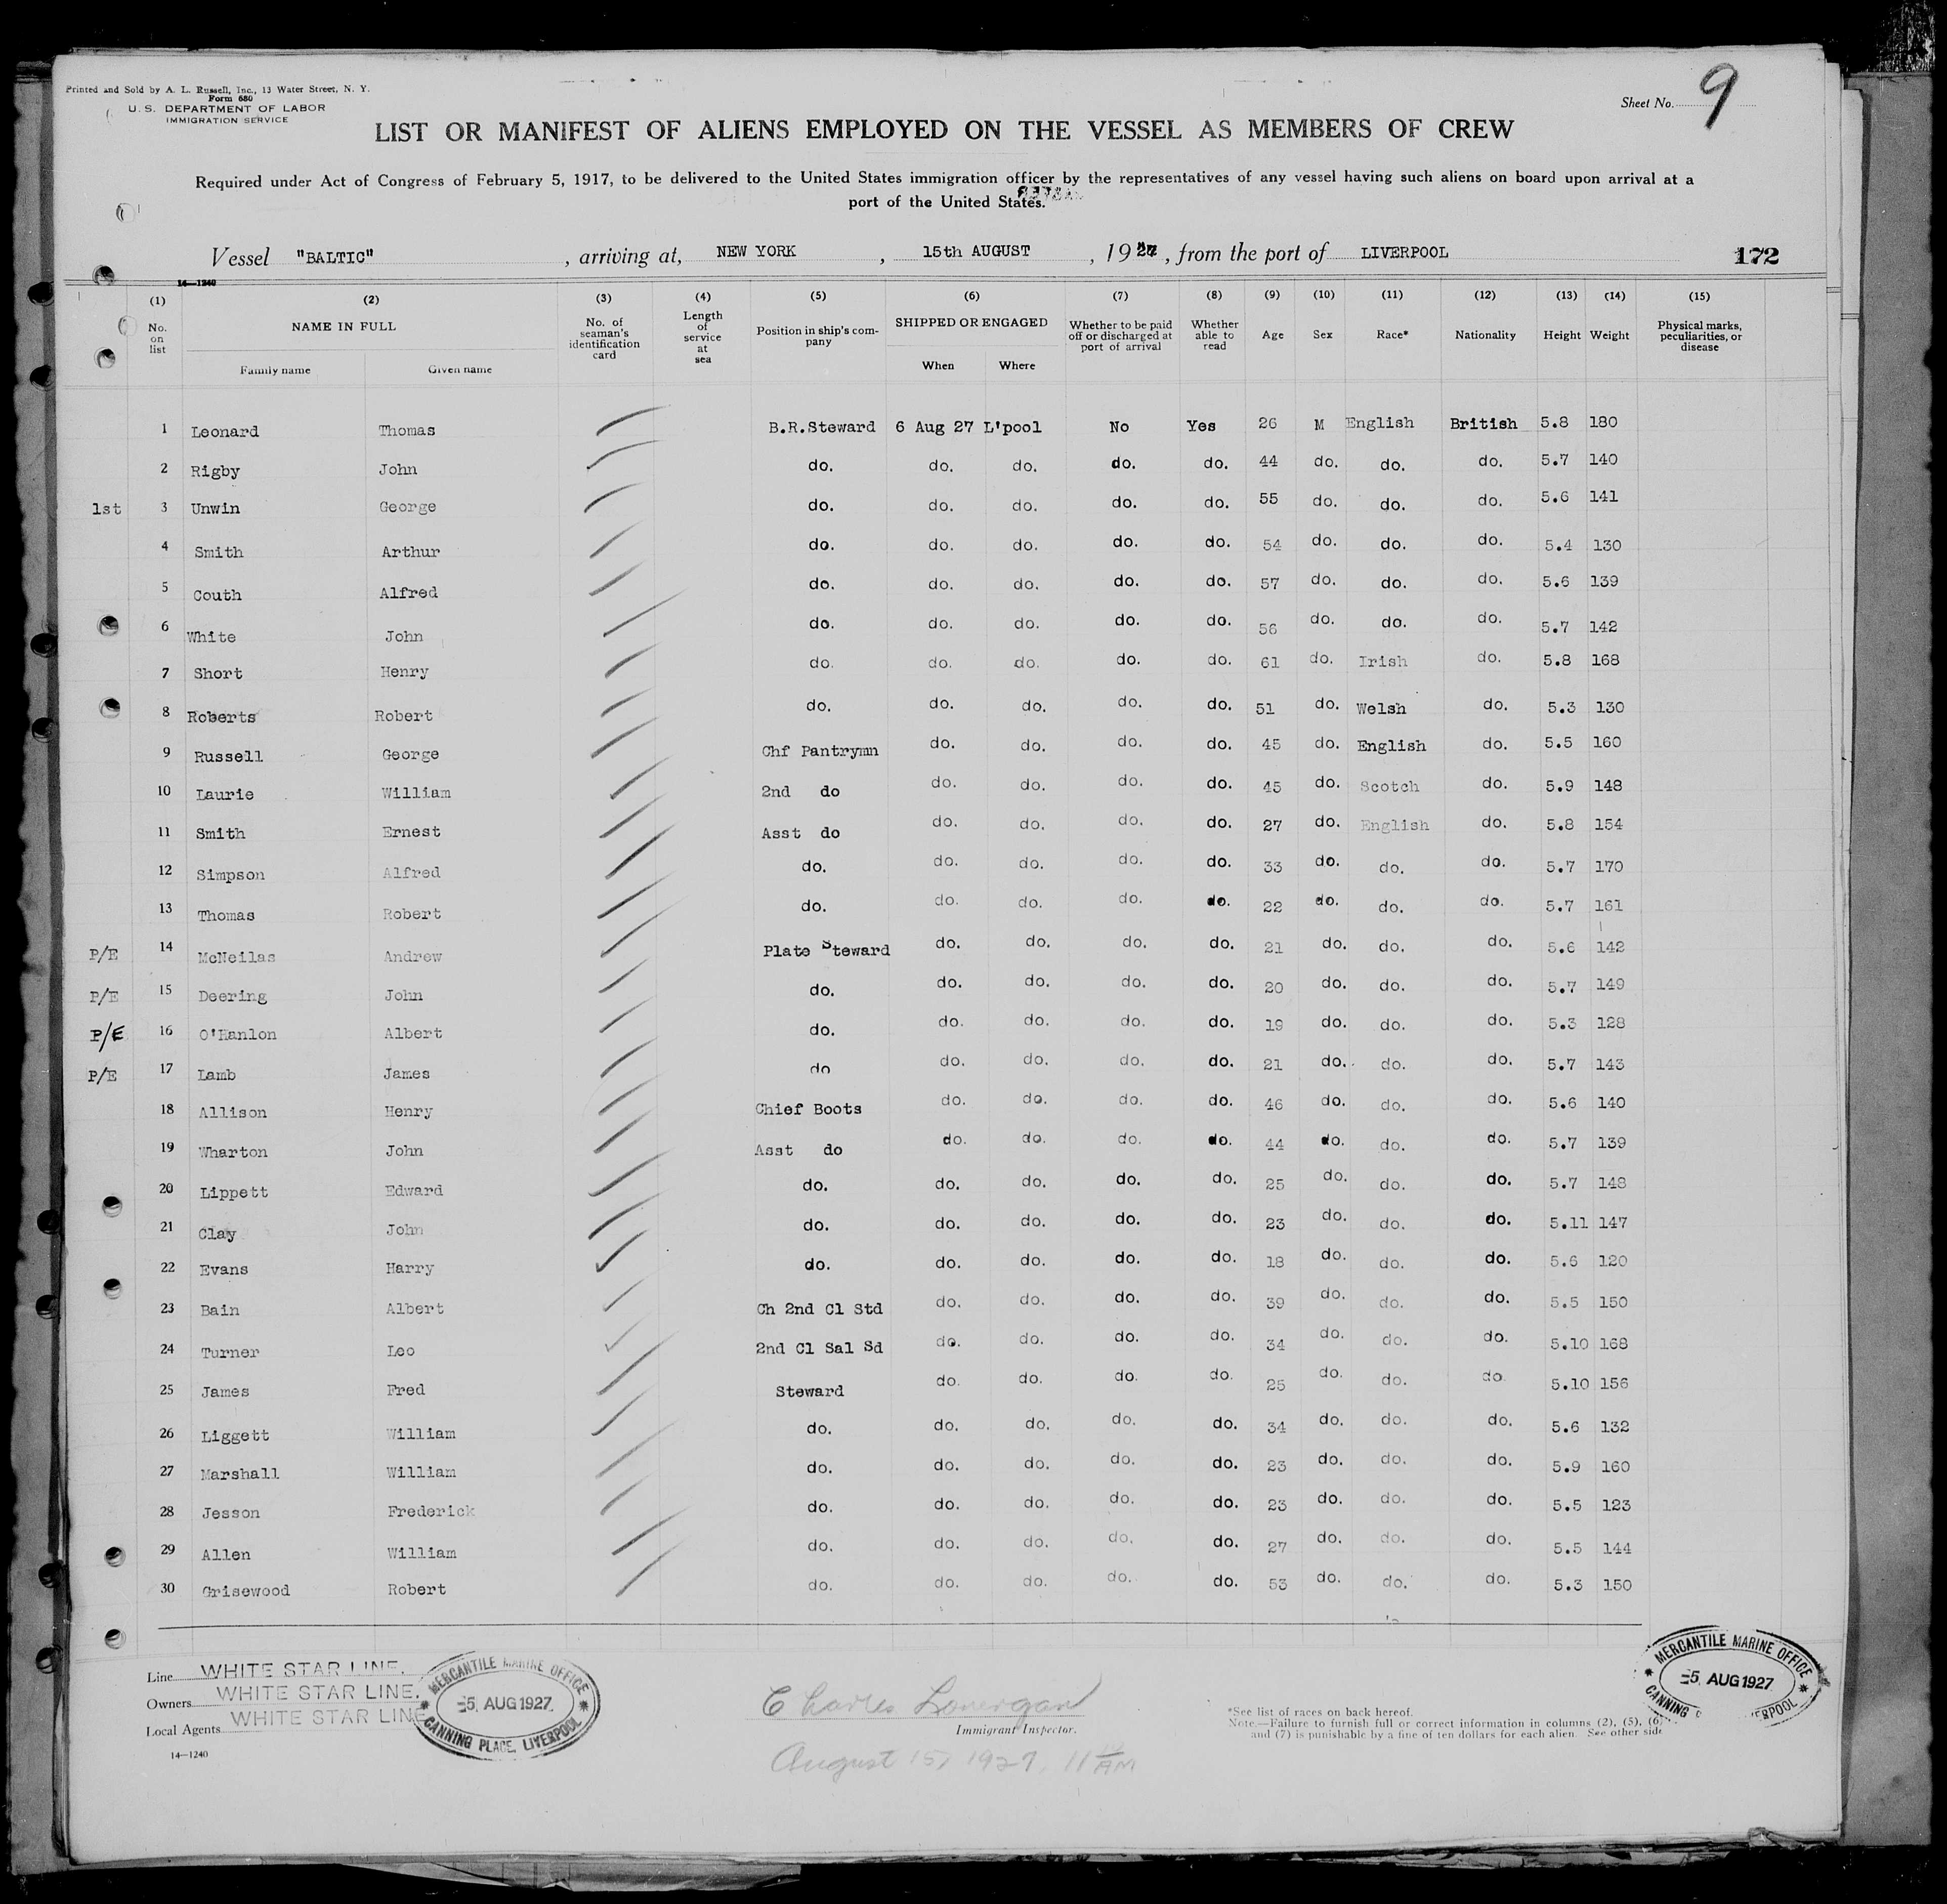 Printed and Sold by A. L. Russell, Inc., 13 Water Street, N. Y.
Form 680
U. S. DEPARTMENT OF LABOR
IMMIGRATION SERVICE
Sheet No. 9
LIST OR MANIFEST OF ALIENS EMPLOYED ON THE VESSEL AS MEMBERS OF CREW
Required under Act of Congress of February 5, 1917, to be delivered to the United States immigration officer by the representatives of any vessel having such aliens on board upon arrival at a
port of the United States.
Vessel "BALTIC", arriving at, NEW YORK, 15th AUGUST, 1927, from the port of LIVERPOOL 172
14—1240
(1) (2) (3) (4) (5) (6) (7) (8) (9) (10) (11) (12) (13) (14) (15)
No. on list NAME IN FULL Family name Given name No. of seaman's identification card Length of service at sea Position in ship's company SHIPPED OR ENGAGED When Where Whether to be paid off or discharged at port of arrival Whether able to read Age Sex Race* Nationality Height Weight Physical marks, peculiarities, or disease
1 Leonard Thomas B.R.Steward 6 Aug 27 L'pool No Yes 26 M English British 5.8 180
2 Rigby John do. do. do. do. do. 44 do. do. do. 5.7 140
1st 3 Unwin George do. do. do. do. do. 55 do. do. do. 5.6 141
4 Smith Arthur do. do. do. do. do. 54 do. do. do. 5.4 130
5 Couth Alfred do. do. do. do. do. 57 do. do. do. 5.6 139
6 White John do. do. do. do. do. 56 do. do. do. 5.7 142
7 Short Henry do. do. do. do. do. 61 do. Irish do. 5.8 168
8 Roberts Robert do. do. do. do. do. 51 do. Welsh do. 5.3 130
9 Russell George Chf Pantrymn do. do. do. do. 45 do. English do. 5.5 160
10 Laurie William 2nd do do. do. do. do. 45 do. Scotch do. 5.9 148
11 Smith Ernest Asst do do. do. do. do. 27 do. English do. 5.8 154
12 Simpson Alfred do. do. do. do. do. 33 do. do. do. 5.7 170
13 Thomas Robert do. do. do. do. do. 22 do. do. do. 5.7 161
P/E 14 McNeilas Andrew Plate Steward do. do. do. do. 21 do. do. do. 5.6 142
P/E 15 Deering John do. do. do. do. do. 20 do. do. do. 5.7 149
P/E 16 O'Hanlon Albert do. do. do. do. do. 19 do. do. do. 5.3 128
P/E 17 Lamb James do do. do. do. do. 21 do. do. do. 5.7 143
18 Allison Henry Chief Boots do. do. do. do. 46 do. do. do. 5.6 140
19 Wharton John Asst do do. do. do. do. 44 do. do. do. 5.7 139
20 Lippett Edward do. do. do. do. do. 25 do. do. do. 5.7 148
21 Clay John do. do. do. do. do. 23 do. do. do. 5.11 147
22 Evans Harry do. do. do. do. do. 18 do. do. do. 5.6 120
23 Bain Albert Ch 2nd Cl Std do. do. do. do. 39 do. do. do. 5.5 150
24 Turner Leo 2nd Cl Sal Sd do. do. do. do. 34 do. do. do. 5.10 168
25 James Fred Steward do. do. do. do. 25 do. do. do. 5.10 156
26 Liggett William do. do. do. do. do. 34 do. do. do. 5.6 132
27 Marshall William do. do. do. do. do. 23 do. do. do. 5.9 160
28 Jesson Frederick do. do. do. do. do. 23 do. do. do. 5.5 123
29 Allen William do. do. do. do. do. 27 do. do. do. 5.5 144
30 Grisewood Robert do. do. do. do. do. 53 do. do. do. 5.3 150
Line WHITE STAR LINE.
Owners WHITE STAR LINE.
Local Agents WHITE STAR LINE
14—1240
MERCANTILE MARINE OFFICE
-5 AUG 1927
CANNING PLACE, LIVERPOOL
Charles Lonergan
Immigrant Inspector.
August 15, 1927, 11 AM
*See list of races on back hereof.
Note.—Failure to furnish full or correct information in columns (2), (5), (6)
and (7) is punishable by a fine of ten dollars for each alien. See other side
MERCANTILE MARINE OFFICE
-5 AUG 1927
CANNING LIVERPOOL